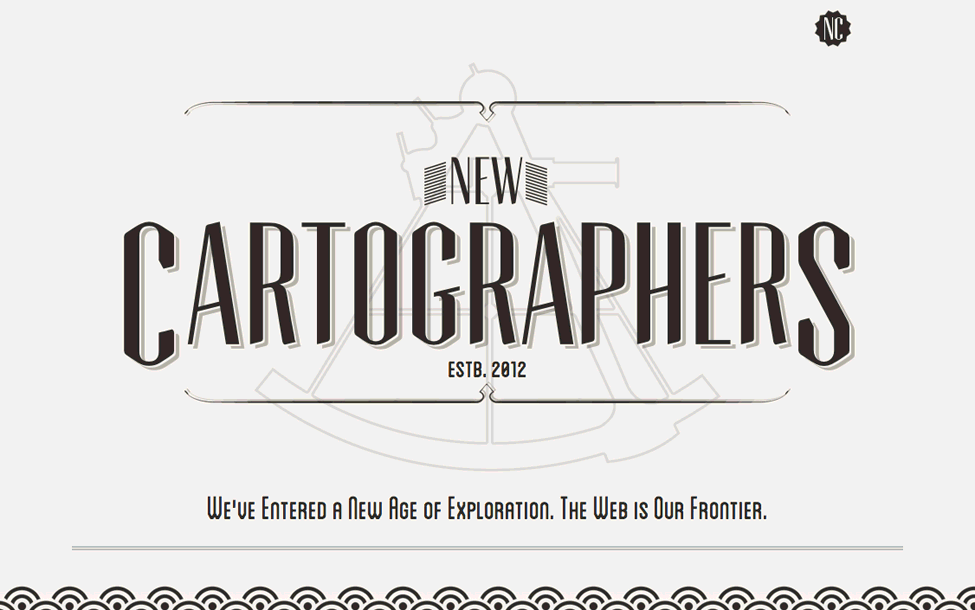 NC
NEW
CARTOGRAPHERS
ESTB. 2012
We've Entered a New Age of Exploration. The Web is Our Frontier.